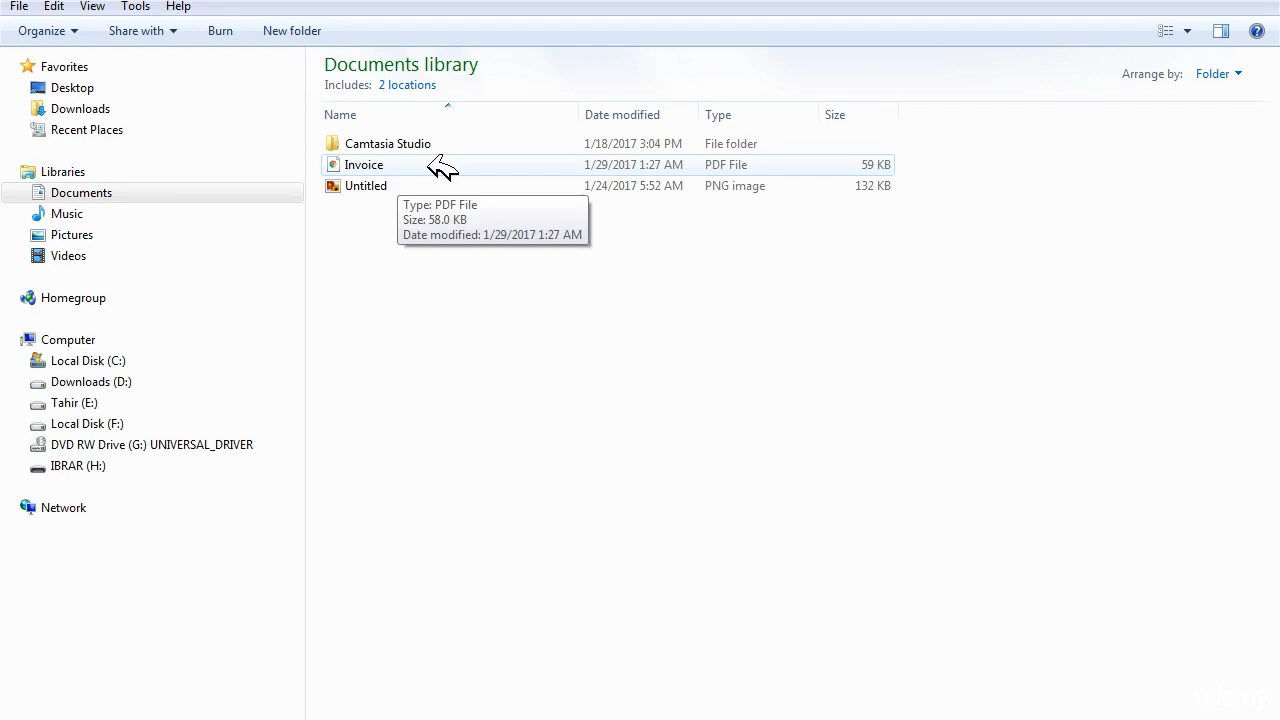 File Edit View Tools Help
Organize Share with Burn New folder
Favorites
Desktop
Downloads
Recent Places
Libraries
Documents
Music
Pictures
Videos
Homegroup
Computer
Local Disk (C:)
Downloads (D:)
Tahir (E:)
Local Disk (F:)
DVD RW Drive (G:) UNIVERSAL_DRIVER
IBRAR (H:)
Network
Documents library
Includes: 2 locations
Arrange by: Folder
Name Date modified Type Size
Camtasia Studio 1/18/2017 3:04 PM File folder
Invoice 1/29/2017 1:27 AM PDF File 59 KB
Untitled 1/24/2017 5:52 AM PNG image 132 KB
Type: PDF File
Size: 58.0 KB
Date modified: 1/29/2017 1:27 AM
udemy